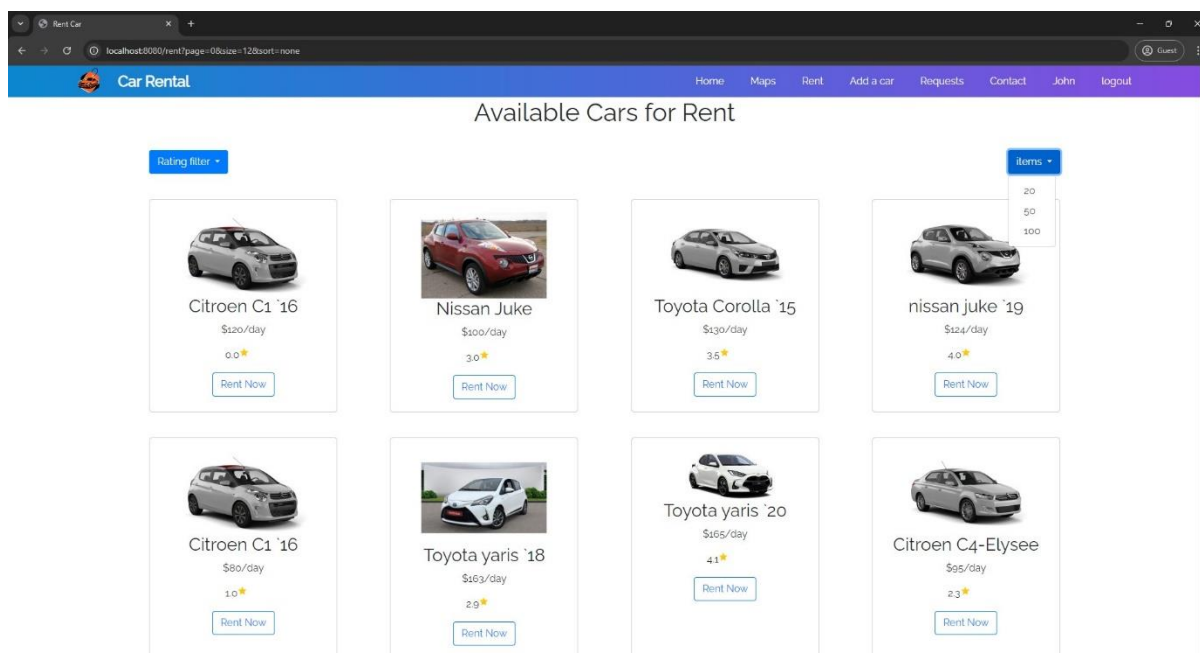 Rent Car
localhost:8080/rent?page=0&size=12&sort=none
Guest
Car Rental
Home Maps Rent Add a car Requests Contact John logout
Available Cars for Rent
Rating filter
items
20
50
100
Citroen C1 `16
$120/day
0.0
Rent Now
Nissan Juke
$100/day
3.0
Rent Now
Toyota Corolla `15
$130/day
3.5
Rent Now
nissan juke `19
$124/day
4.0
Rent Now
Citroen C1 `16
$80/day
1.0
Rent Now
Toyota yaris `18
$163/day
2.9
Rent Now
Toyota yaris `20
$165/day
4.1
Rent Now
Citroen C4-Elysee
$95/day
2.3
Rent Now